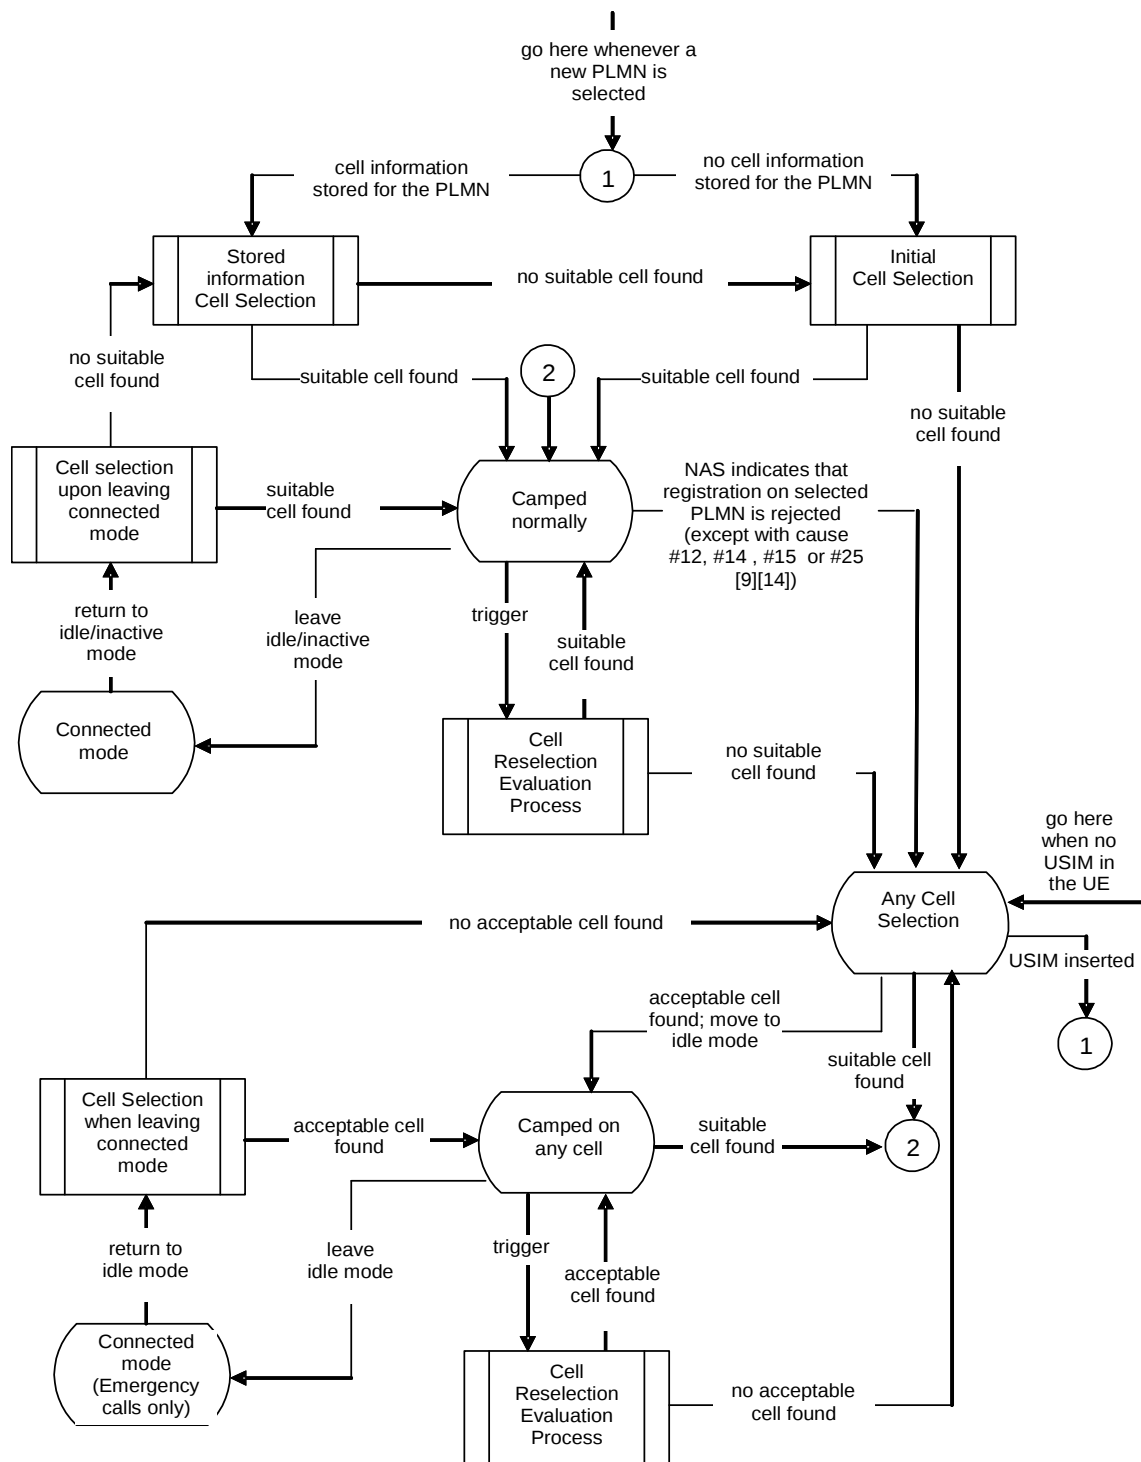 go here whenever a
new PLMN is
selected
cell information
stored for the PLMN
1
no cell information
stored for the PLMN
Stored
information
Cell Selection
no suitable cell found
Initial
Cell Selection
no suitable
cell found
suitable cell found
2
suitable cell found
no suitable
cell found
Cell selection
upon leaving
connected
mode
suitable
cell found
Camped
normally
NAS indicates that
registration on selected
PLMN is rejected
(except with cause
#12, #14 , #15 or #25
[9][14])
return to
idle/inactive
mode
leave
idle/inactive
mode
trigger
suitable
cell found
Connected
mode
Cell
Reselection
Evaluation
Process
no suitable
cell found
go here
when no
USIM in
the UE
no acceptable cell found
Any Cell
Selection
USIM inserted
1
acceptable cell
found; move to
idle mode
suitable cell
found
Cell Selection
when leaving
connected
mode
acceptable cell
found
Camped on
any cell
suitable
cell found
2
return to
idle mode
leave
idle mode
trigger
acceptable
cell found
Connected
mode
(Emergency
calls only)
Cell
Reselection
Evaluation
Process
no acceptable
cell found